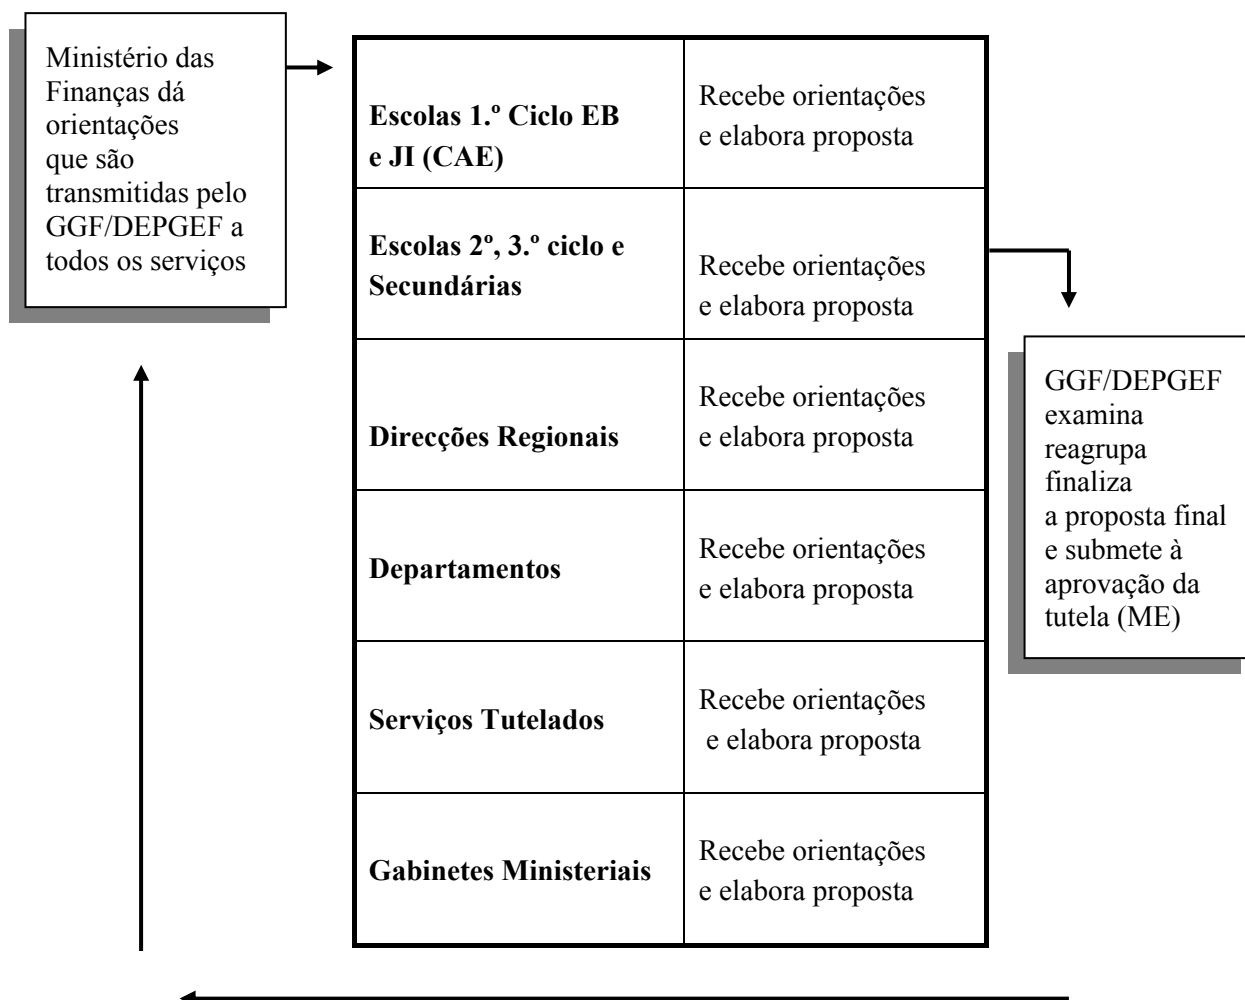 Ministério das
Finanças dá
orientações
que são
transmitidas pelo
GGF/DEPGEF a
todos os serviços
Escolas 1.º Ciclo EB
e JI (CAE)
Recebe orientações
e elabora proposta
Escolas 2º, 3.º ciclo e
Secundárias
Recebe orientações
e elabora proposta
Direcções Regionais
Recebe orientações
e elabora proposta
Departamentos
Recebe orientações
e elabora proposta
Serviços Tutelados
Recebe orientações
e elabora proposta
Gabinetes Ministeriais
Recebe orientações
e elabora proposta
GGF/DEPGEF
examina
reagrupa
finaliza
a proposta final
e submete à
aprovação da
tutela (ME)